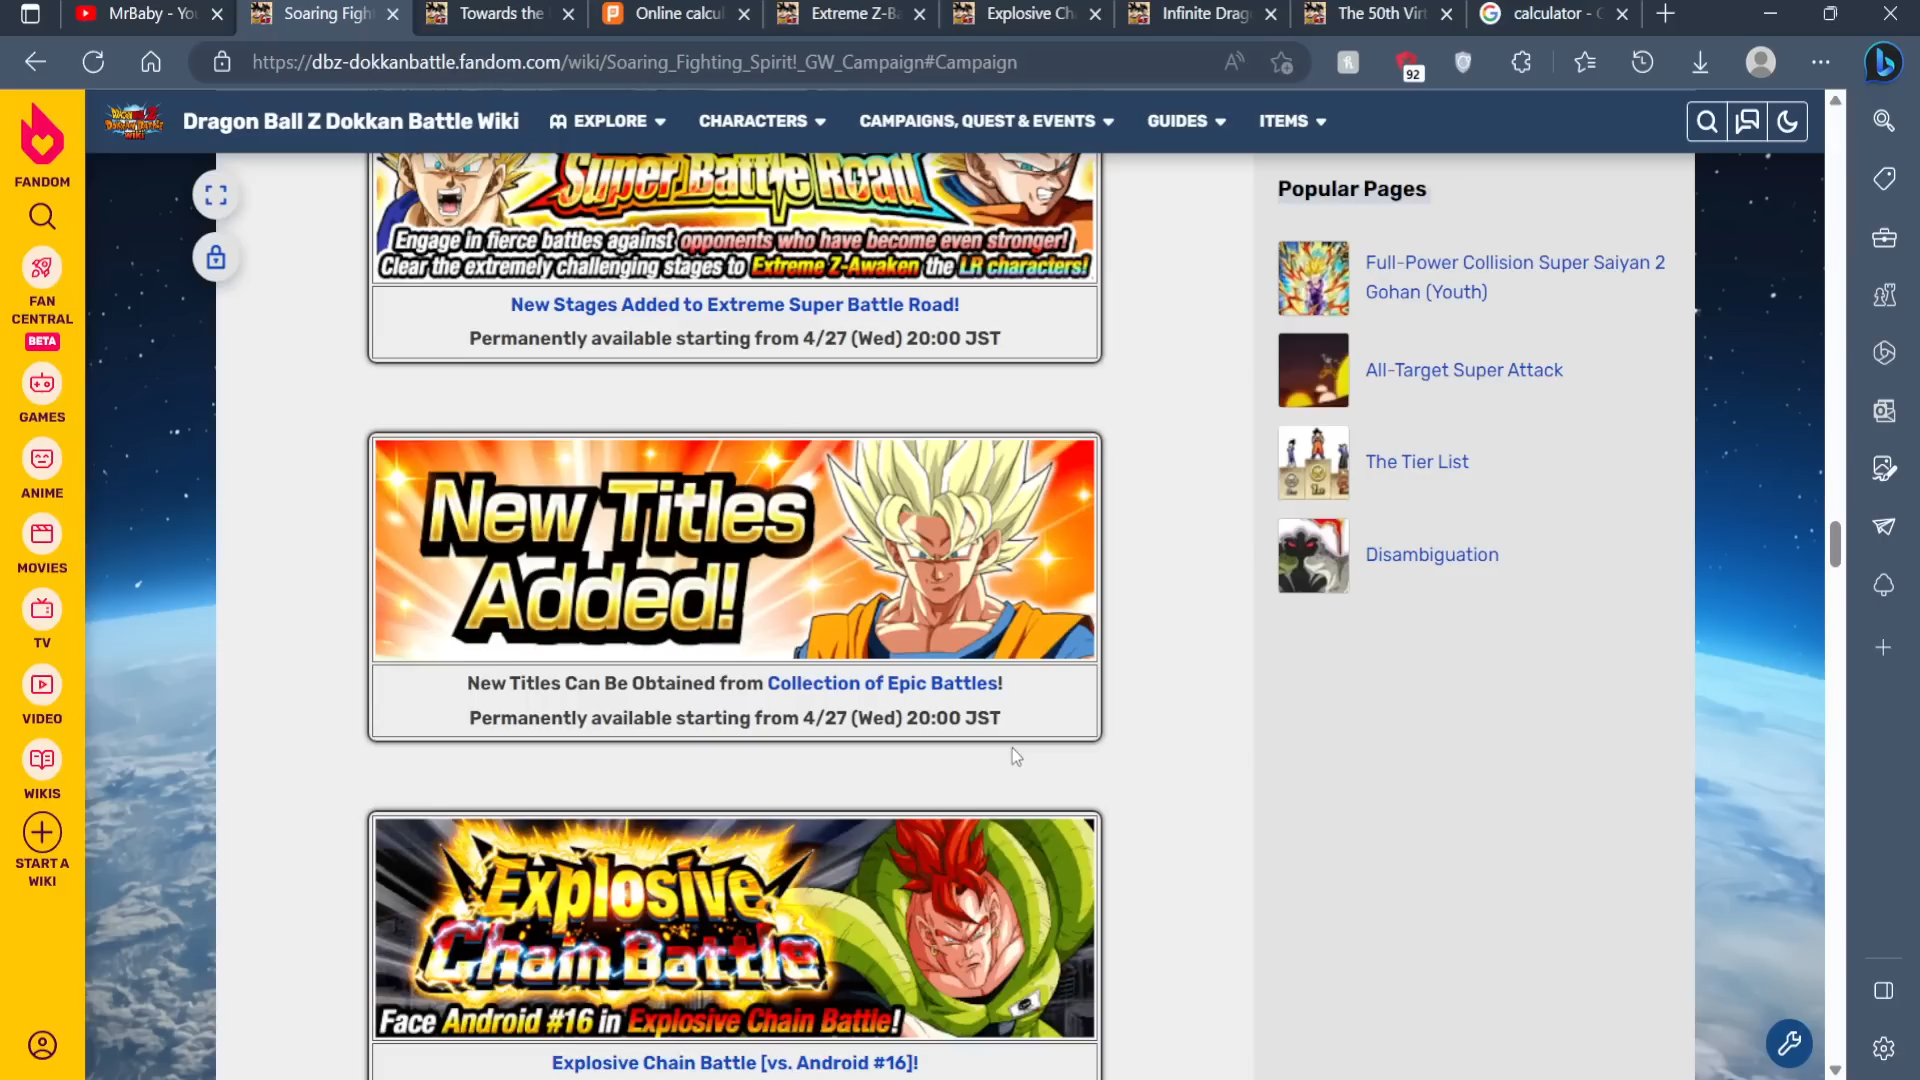 MrBaby - You
Soaring Figh
Towards the
Online calcul
Extreme Z-B
Explosive Ch
Infinite Drag
The 50th Virt
calculator - G
https://dbz-dokkanbattle.fandom.com/wiki/Soaring_Fighting_Spirit!_GW_Campaign#Campaign
92
FANDOM
FAN
CENTRAL
BETA
GAMES
ANIME
MOVIES
TV
VIDEO
WIKIS
START A
WIKI
Dragon Ball Z Dokkan Battle Wiki
EXPLORE
CHARACTERS
CAMPAIGNS, QUEST & EVENTS
GUIDES
ITEMS
Super Battle Road
Engage in fierce battles against opponents who have become even stronger!
Clear the extremely challenging stages to Extreme Z-Awaken the LR characters!
New Stages Added to Extreme Super Battle Road!
Permanently available starting from 4/27 (Wed) 20:00 JST
New Titles
Added!
New Titles Can Be Obtained from Collection of Epic Battles!
Permanently available starting from 4/27 (Wed) 20:00 JST
Explosive
Chain Battle
Face Android #16 in Explosive Chain Battle!
Explosive Chain Battle [vs. Android #16]!
Popular Pages
Full-Power Collision Super Saiyan 2
Gohan (Youth)
All-Target Super Attack
The Tier List
Disambiguation